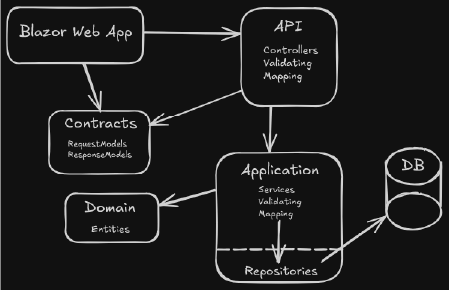 Blazor Web App
API
Controllers
Validating
Mapping
Contracts
RequestModels
ResponseModels
Application
Services
Validating
Mapping
Repositories
Domain
Entities
DB